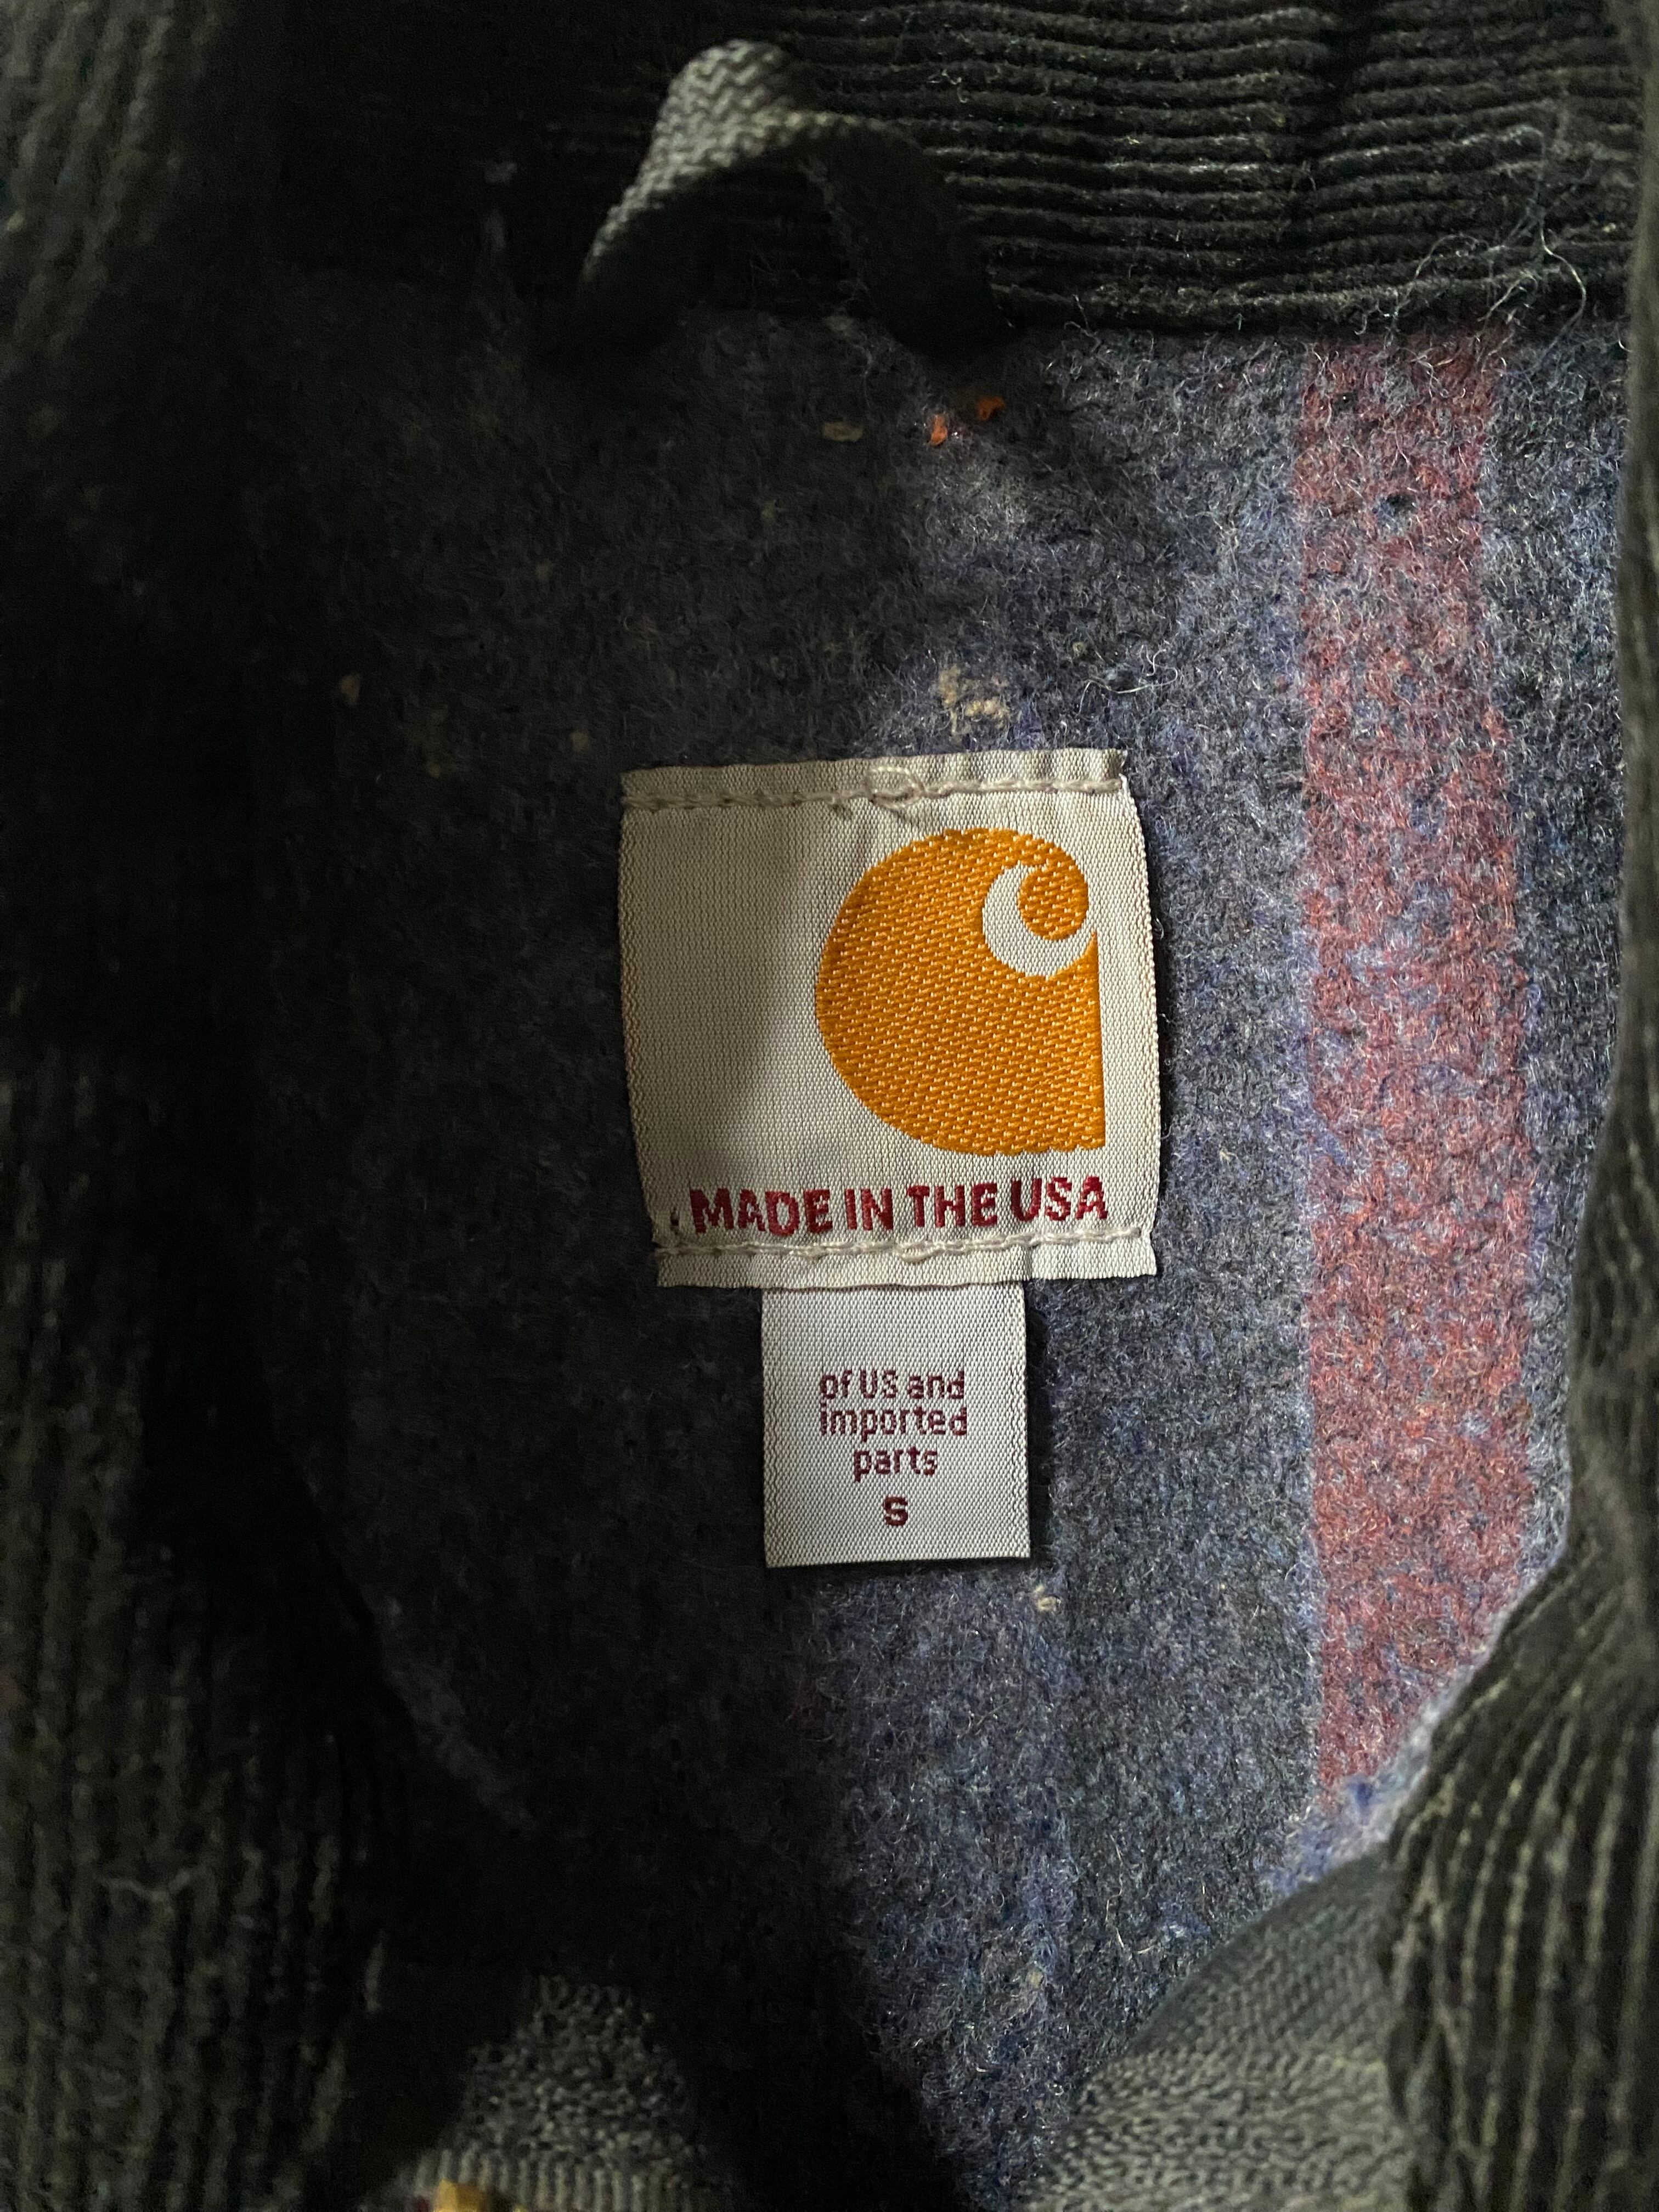 MADE IN THE USA
of US and
imported
parts
S